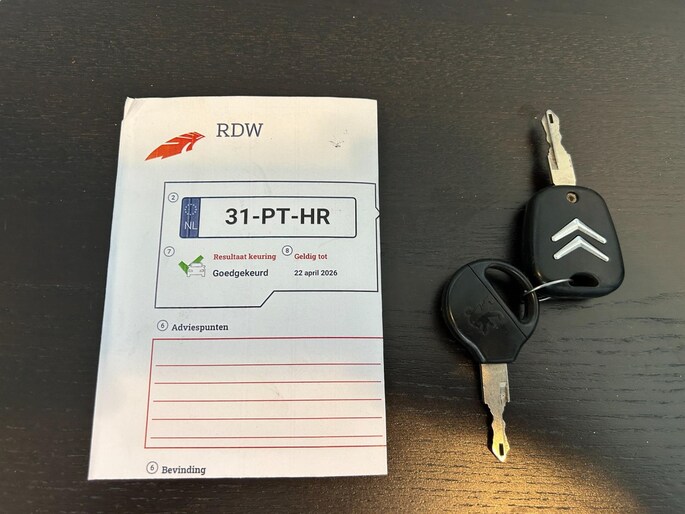 RDW
2
NL
31-PT-HR
7 Resultaat keuring 8 Geldig tot
Goedgekeurd 22 april 2026
6 Adviespunten
6 Bevinding